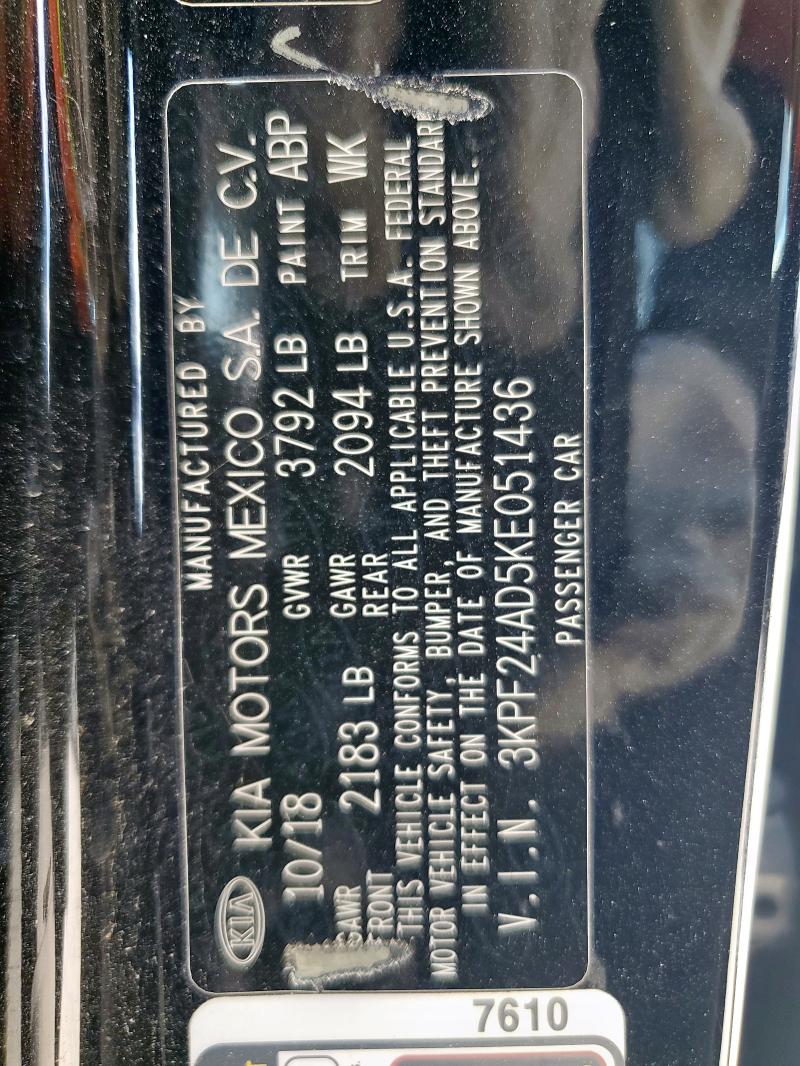 MANUFACTURED BY
KIA KIA MOTORS MEXICO S.A. DE C.V.
10/18 GVWR 3792 LB PAINT ABP
GAWR FRONT 2183 LB GAWR REAR 2094 LB TRIM WK
THIS VEHICLE CONFORMS TO ALL APPLICABLE U.S.A. FEDERAL
MOTOR VEHICLE SAFETY, BUMPER, AND THEFT PREVENTION STANDARD
IN EFFECT ON THE DATE OF MANUFACTURE SHOWN ABOVE.
V.I.N. 3KPF24AD5KE051436
PASSENGER CAR
7610